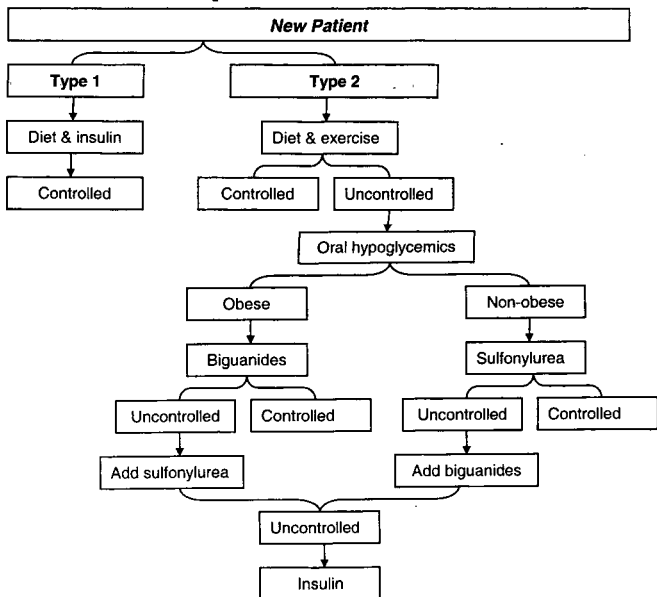 New Patient
Type 1
Type 2
Diet & insulin
Diet & exercise
Controlled
Controlled
Uncontrolled
Oral hypoglycemics
Obese
Non-obese
Biguanides
Sulfonylurea
Uncontrolled
Controlled
Uncontrolled
Controlled
Add sulfonylurea
Add biguanides
Uncontrolled
Insulin